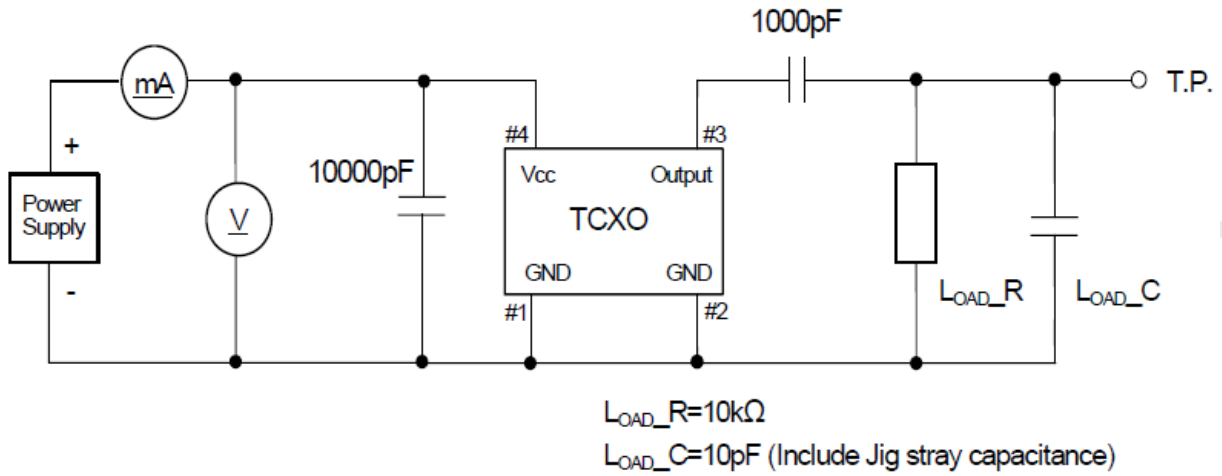 1000pF
mA
T.P.
+
#4
#3
10000pF
Vcc
Output
Power
Supply
V
TCXO
GND
GND
-
#1
#2
LOAD_R
LOAD_C
LOAD_R=10kΩ
LOAD_C=10pF (Include Jig stray capacitance)